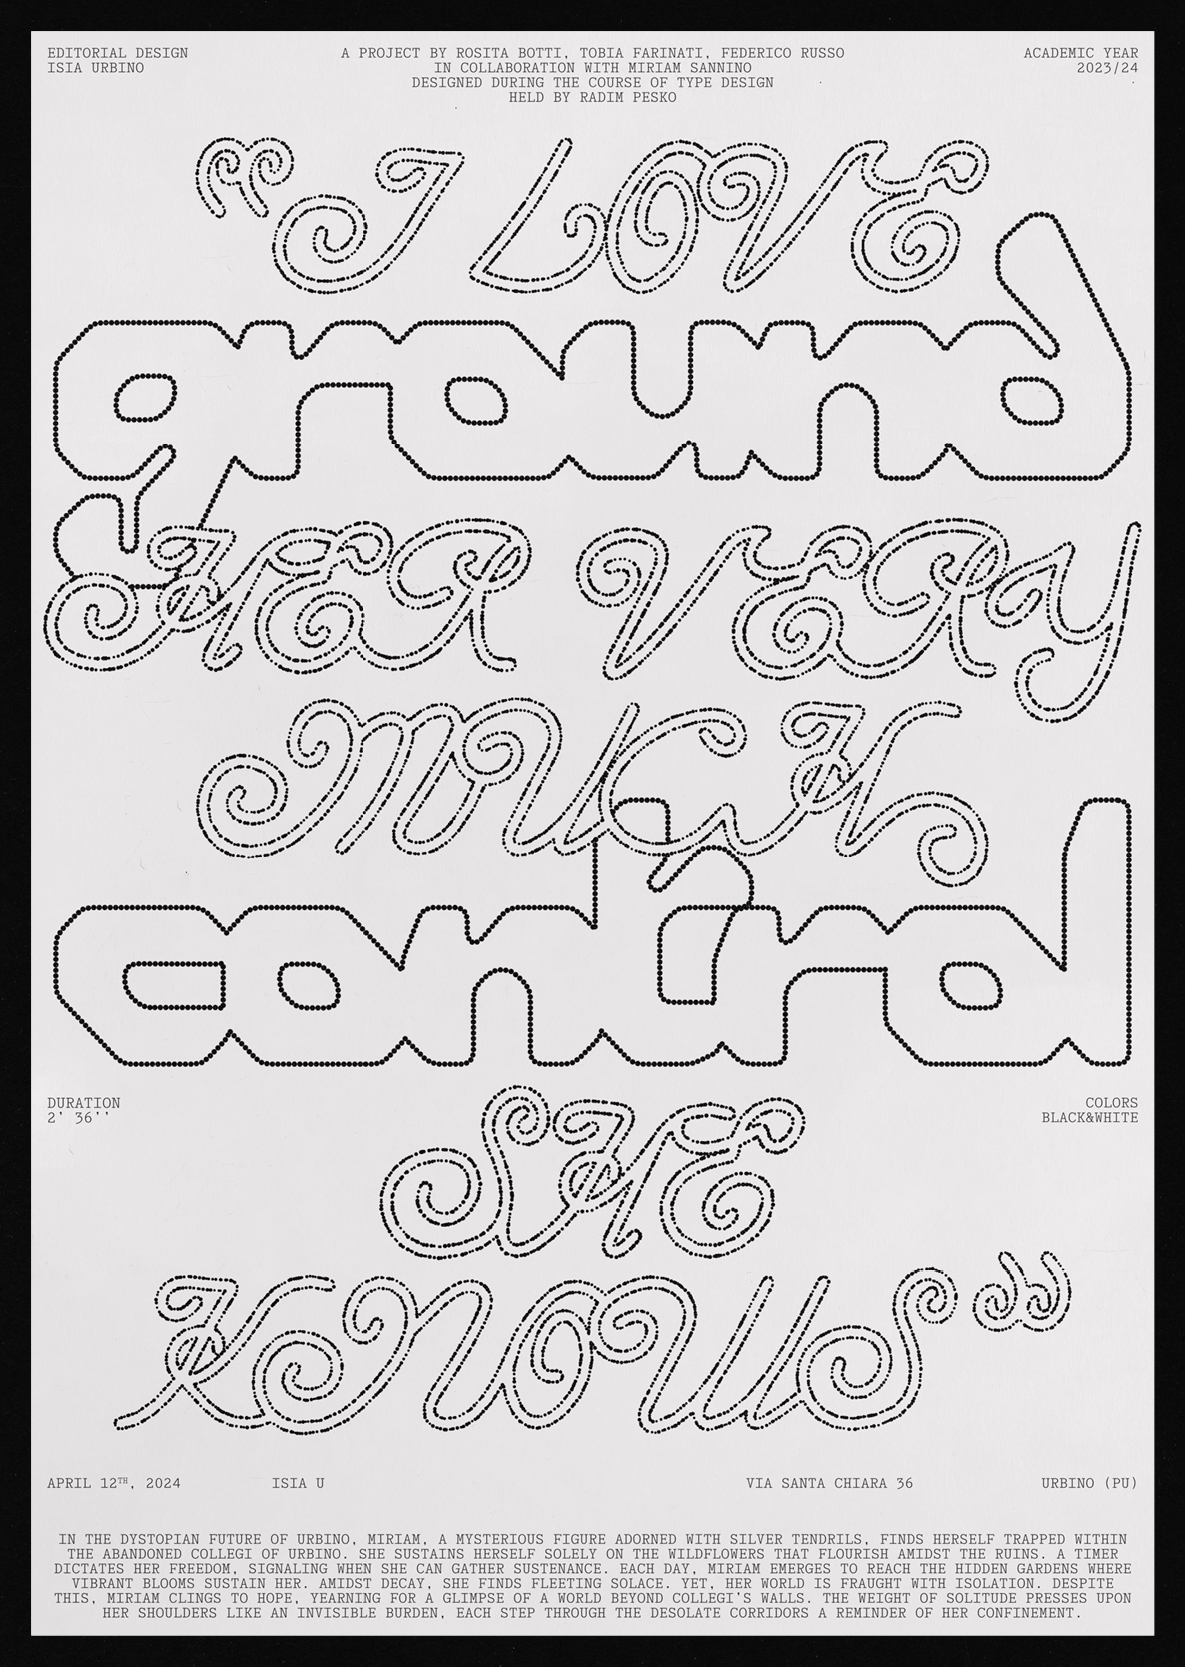 EDITORIAL DESIGN
ISIA URBINO
A PROJECT BY ROSITA BOTTI, TOBIA FARINATI, FEDERICO RUSSO
IN COLLABORATION WITH MIRIAM SANNINO
DESIGNED DURING THE COURSE OF TYPE DESIGN
HELD BY RADIM PESKO
ACADEMIC YEAR
2023/24
“I LOVE
ground
HER VERY
MUCH
control
SHE
KNOWS”
DURATION
2' 36''
COLORS
BLACK&WHITE
APRIL 12TH, 2024
ISIA U
VIA SANTA CHIARA 36
URBINO (PU)
IN THE DYSTOPIAN FUTURE OF URBINO, MIRIAM, A MYSTERIOUS FIGURE ADORNED WITH SILVER TENDRILS, FINDS HERSELF TRAPPED WITHIN
THE ABANDONED COLLEGI OF URBINO. SHE SUSTAINS HERSELF SOLELY ON THE WILDFLOWERS THAT FLOURISH AMIDST THE RUINS. A TIMER
DICTATES HER FREEDOM, SIGNALING WHEN SHE CAN GATHER SUSTENANCE. EACH DAY, MIRIAM EMERGES TO REACH THE HIDDEN GARDENS WHERE
VIBRANT BLOOMS SUSTAIN HER. AMIDST DECAY, SHE FINDS FLEETING SOLACE. YET, HER WORLD IS FRAUGHT WITH ISOLATION. DESPITE
THIS, MIRIAM CLINGS TO HOPE, YEARNING FOR A GLIMPSE OF A WORLD BEYOND COLLEGI'S WALLS. THE WEIGHT OF SOLITUDE PRESSES UPON
HER SHOULDERS LIKE AN INVISIBLE BURDEN, EACH STEP THROUGH THE DESOLATE CORRIDORS A REMINDER OF HER CONFINEMENT.